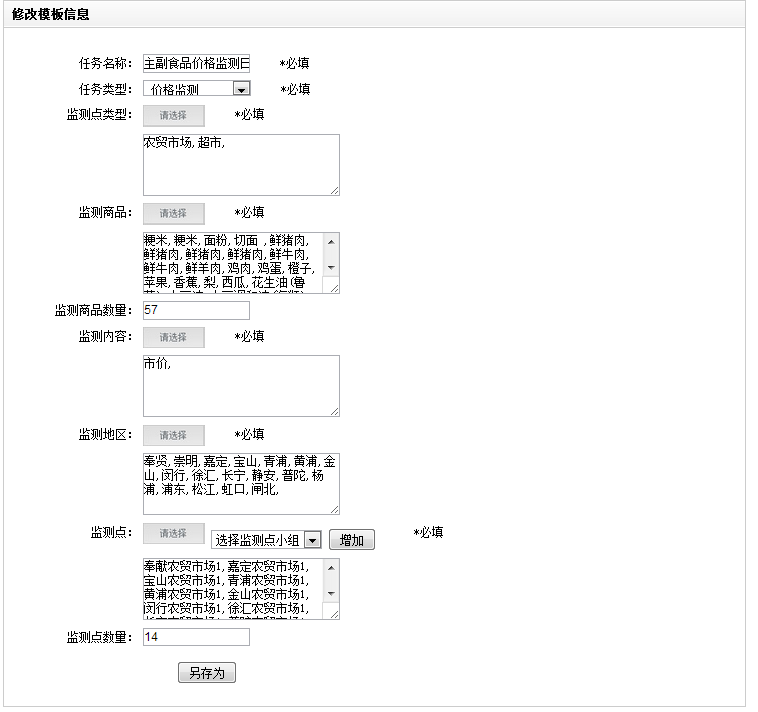 修改模板信息
任务名称： 主副食品价格监测日 *必填
任务类型： 价格监测 *必填
监测点类型： 请选择 *必填
农贸市场, 超市,
监测商品： 请选择 *必填
粳米, 粳米, 面粉, 切面 , 鲜猪肉,
鲜猪肉, 鲜猪肉, 鲜猪肉, 鲜牛肉,
鲜牛肉, 鲜羊肉, 鸡肉, 鸡蛋, 橙子,
苹果, 香蕉, 梨, 西瓜, 花生油(鲁
监测商品数量： 57
监测内容： 请选择 *必填
市价,
监测地区： 请选择 *必填
奉贤, 崇明, 嘉定, 宝山, 青浦, 黄浦, 金
山, 闵行, 徐汇, 长宁, 静安, 普陀, 杨
浦, 浦东, 松江, 虹口, 闸北,
监测点： 请选择 选择监测点小组 增加 *必填
奉献农贸市场1, 嘉定农贸市场1,
宝山农贸市场1, 青浦农贸市场1,
黄浦农贸市场1, 金山农贸市场1,
闵行农贸市场1, 徐汇农贸市场1,
监测点数量： 14
另存为